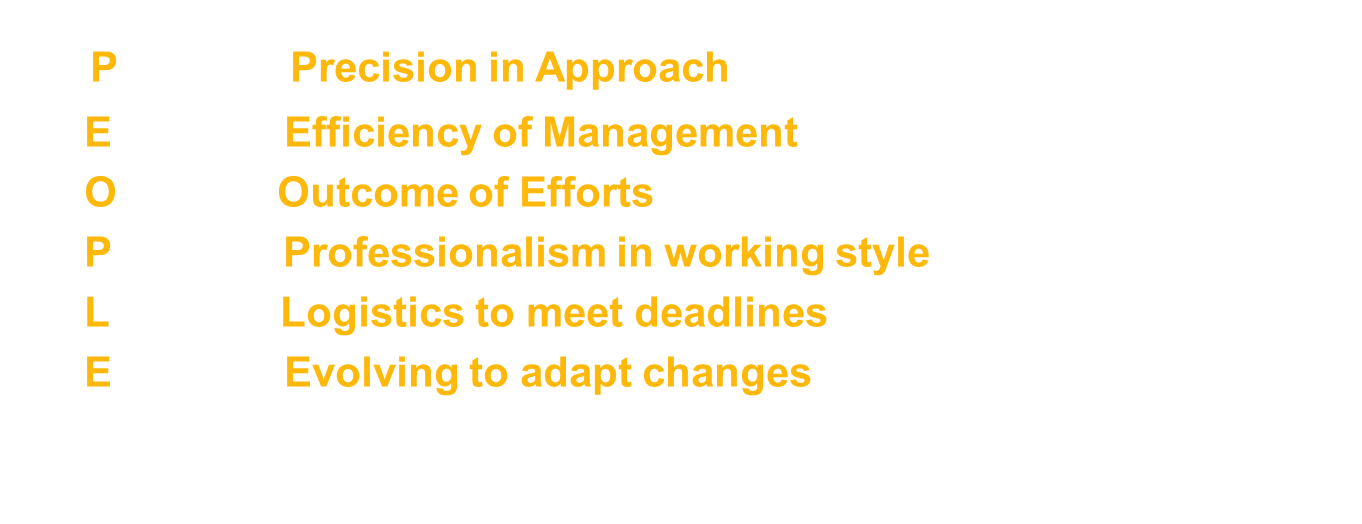 P Precision in Approach
E Efficiency of Management
O Outcome of Efforts
P Professionalism in working style
L Logistics to meet deadlines
E Evolving to adapt changes